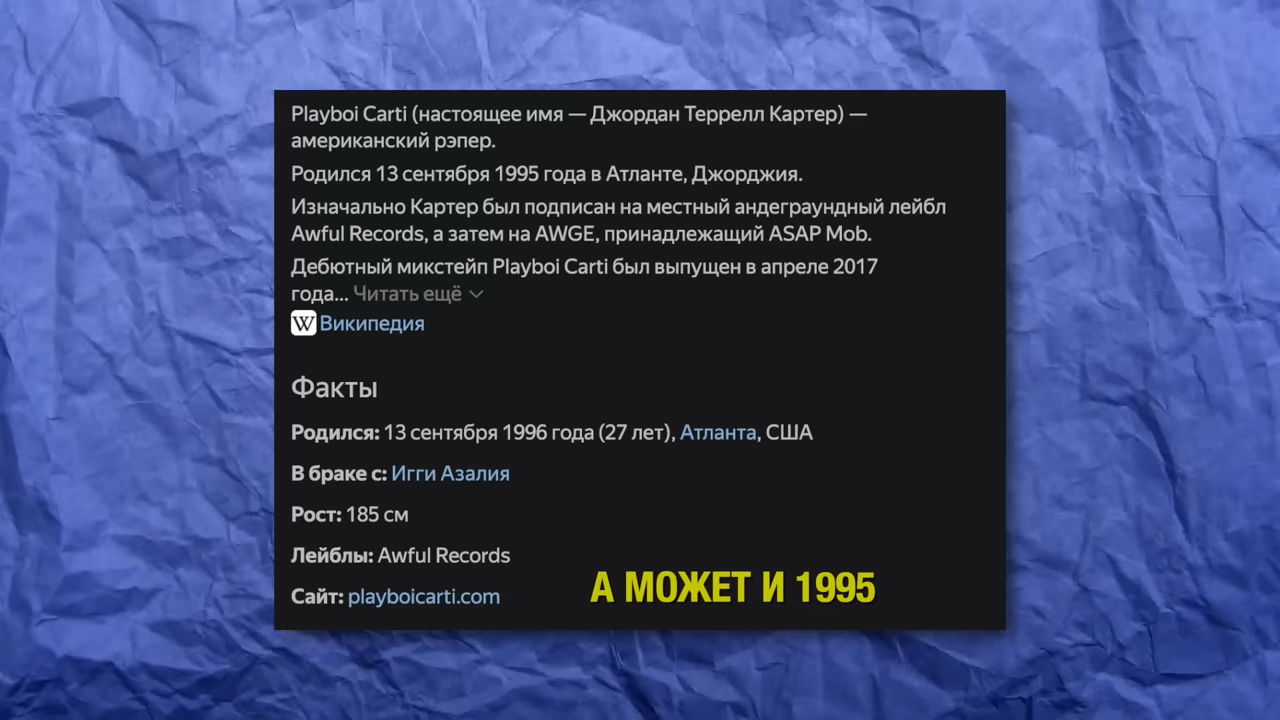 Playboi Carti (настоящее имя — Джордан Террелл Картер) —
американский рэпер.
Родился 13 сентября 1995 года в Атланте, Джорджия.
Изначально Картер был подписан на местный андеграундный лейбл
Awful Records, а затем на AWGE, принадлежащий ASAP Mob.
Дебютный микстейп Playboi Carti был выпущен в апреле 2017
года... Читать ещё
W Википедия
Факты
Родился: 13 сентября 1996 года (27 лет), Атланта, США
В браке с: Игги Азалия
Рост: 185 см
Лейблы: Awful Records
Сайт: playboicarti.com
А МОЖЕТ И 1995